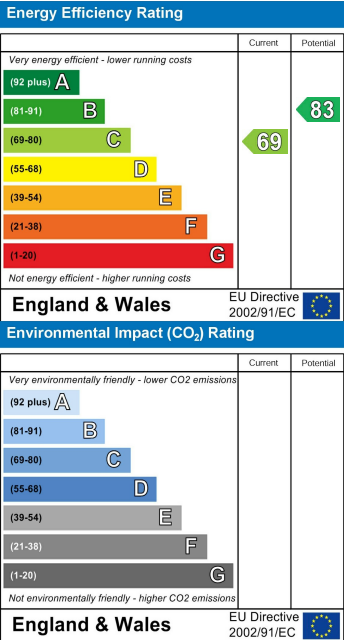 Energy Efficiency Rating
Current Potential
Very energy efficient - lower running costs
(92 plus) A
(81-91) B
83
(69-80) C
69
(55-68) D
(39-54) E
(21-38) F
(1-20) G
Not energy efficient - higher running costs
England & Wales
EU Directive
2002/91/EC
Environmental Impact (CO₂) Rating
Current Potential
Very environmentally friendly - lower CO2 emissions
(92 plus) A
(81-91) B
(69-80) C
(55-68) D
(39-54) E
(21-38) F
(1-20) G
Not environmentally friendly - higher CO2 emissions
England & Wales
EU Directive
2002/91/EC